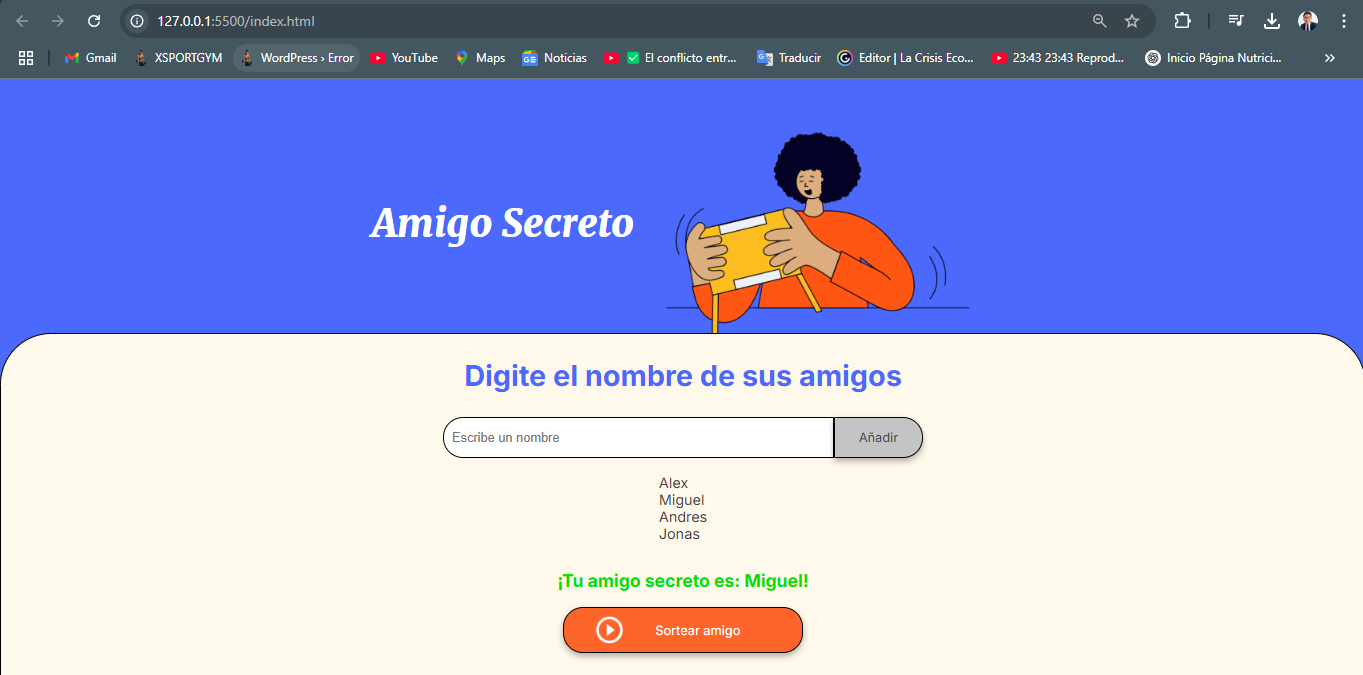 127.0.0.1:5500/index.html
Gmail XSPORTGYM WordPress › Error YouTube Maps Noticias El conflicto entr... Traducir Editor | La Crisis Eco... 23:43 23:43 Reprod... Inicio Página Nutrici... »
Amigo Secreto
Digite el nombre de sus amigos
Escribe un nombre Añadir
Alex
Miguel
Andres
Jonas
¡Tu amigo secreto es: Miguel!
Sortear amigo